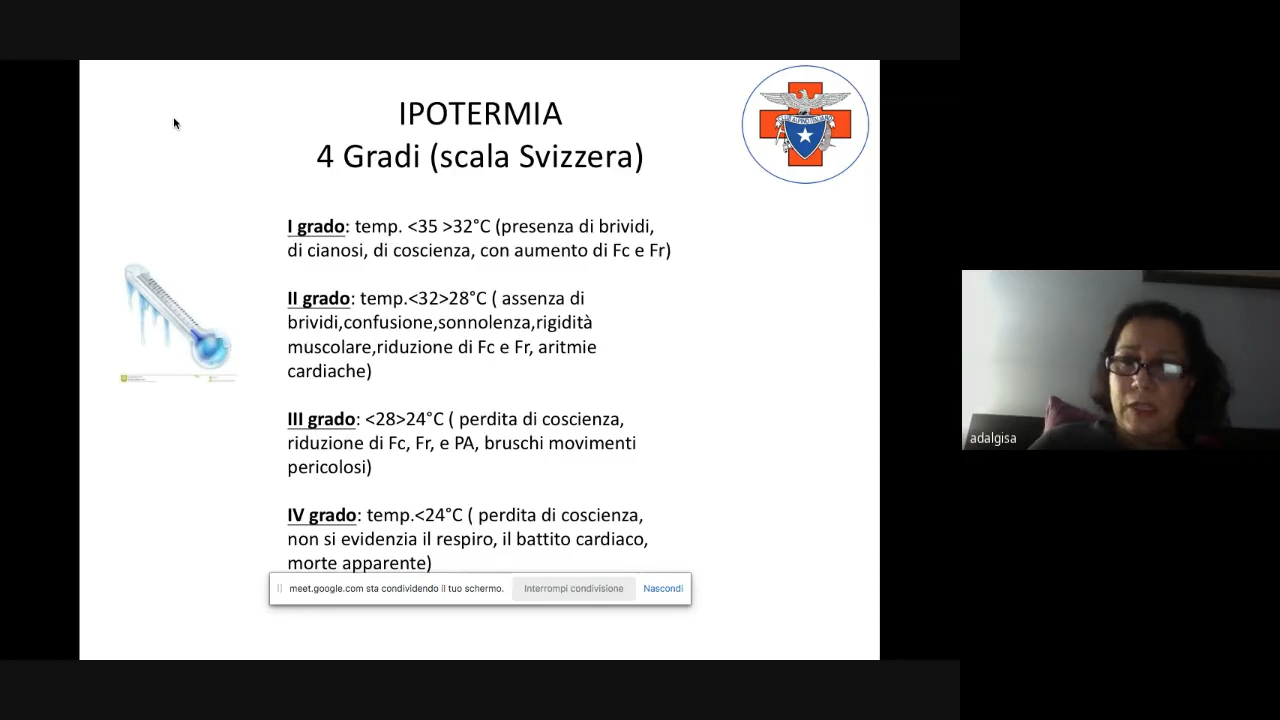 IPOTERMIA
4 Gradi (scala Svizzera)
I grado: temp. <35 >32°C (presenza di brividi,
di cianosi, di coscienza, con aumento di Fc e Fr)
II grado: temp.<32>28°C ( assenza di
brividi,confusione,sonnolenza,rigidità
muscolare,riduzione di Fc e Fr, aritmie
cardiache)
III grado: <28>24°C ( perdita di coscienza,
riduzione di Fc, Fr, e PA, bruschi movimenti
pericolosi)
IV grado: temp.<24°C ( perdita di coscienza,
non si evidenzia il respiro, il battito cardiaco,
morte apparente)
meet.google.com sta condividendo il tuo schermo. Interrompi condivisione Nascondi
adalgisa